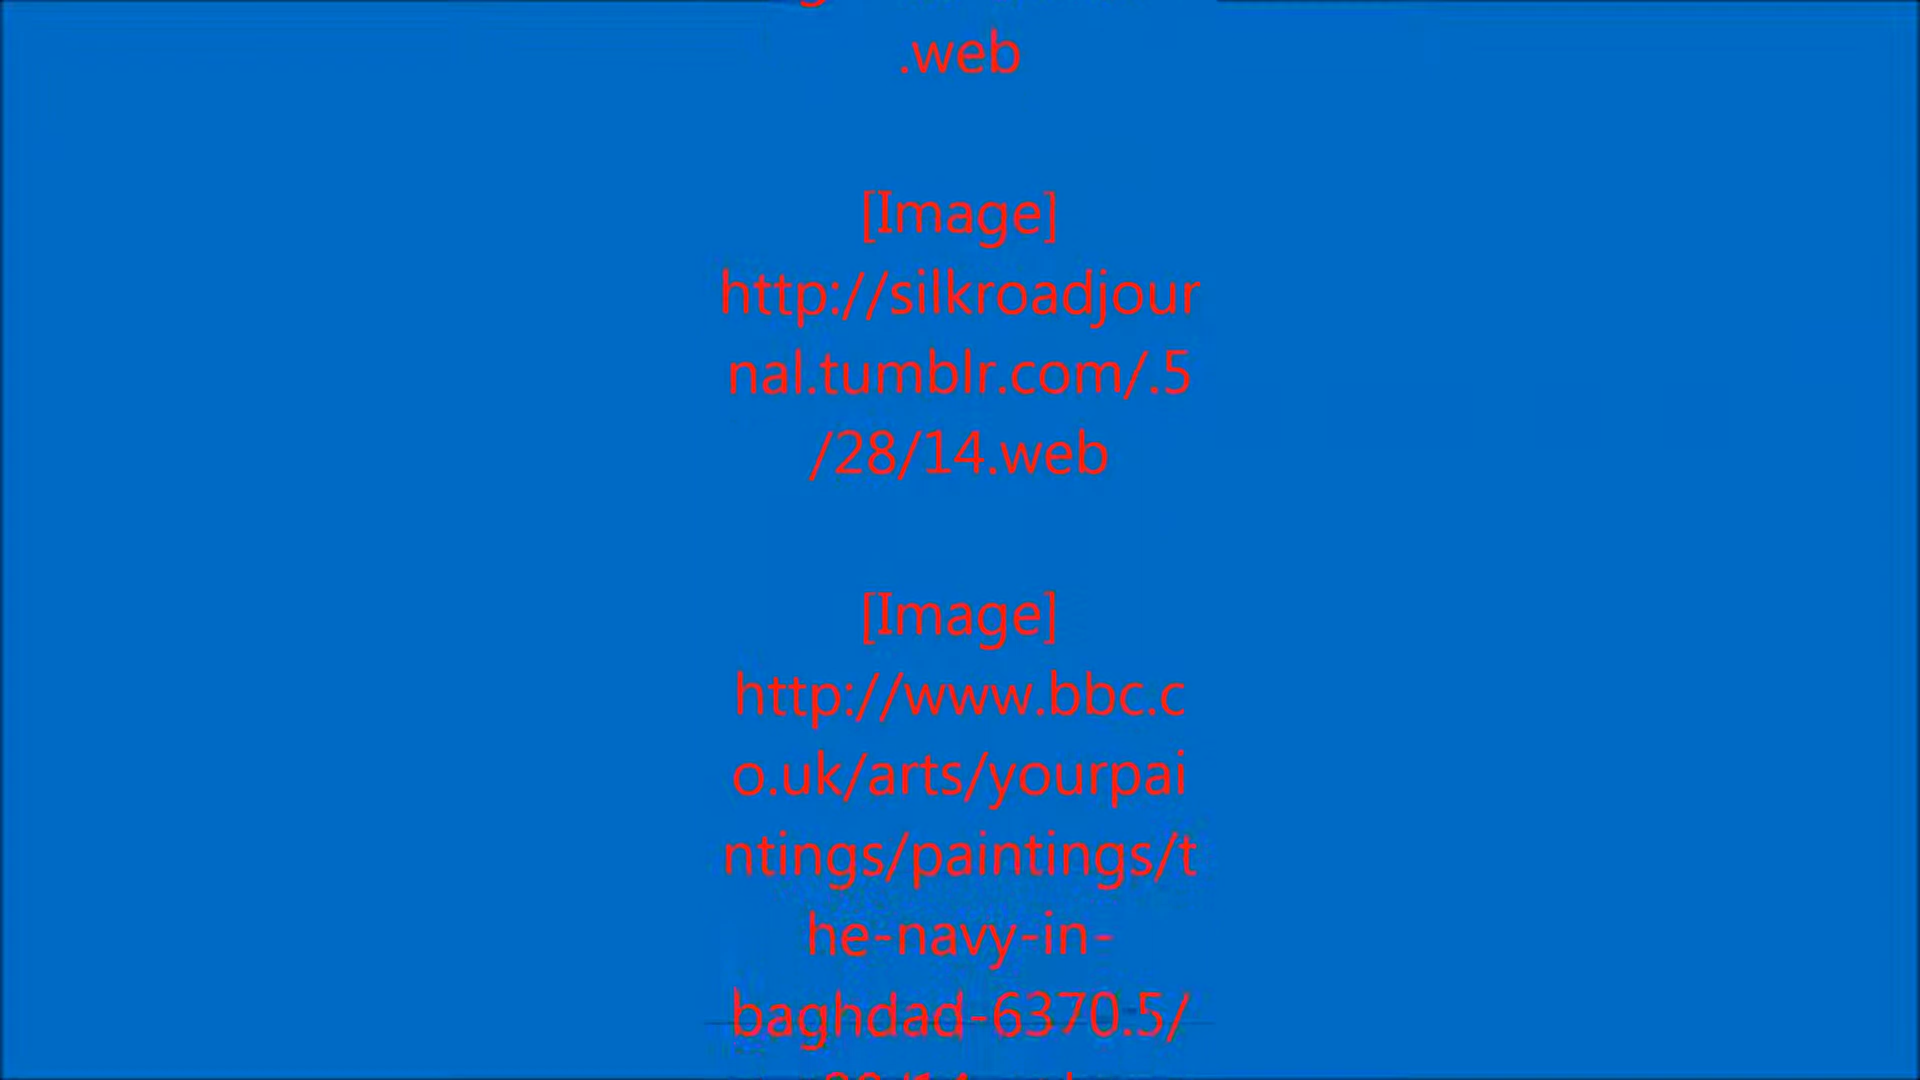 .web
[Image]
http://silkroadjour
nal.tumblr.com/.5
/28/14.web
[Image]
http://www.bbc.c
o.uk/arts/yourpai
ntings/paintings/t
he-navy-in-
baghdad-6370.5/